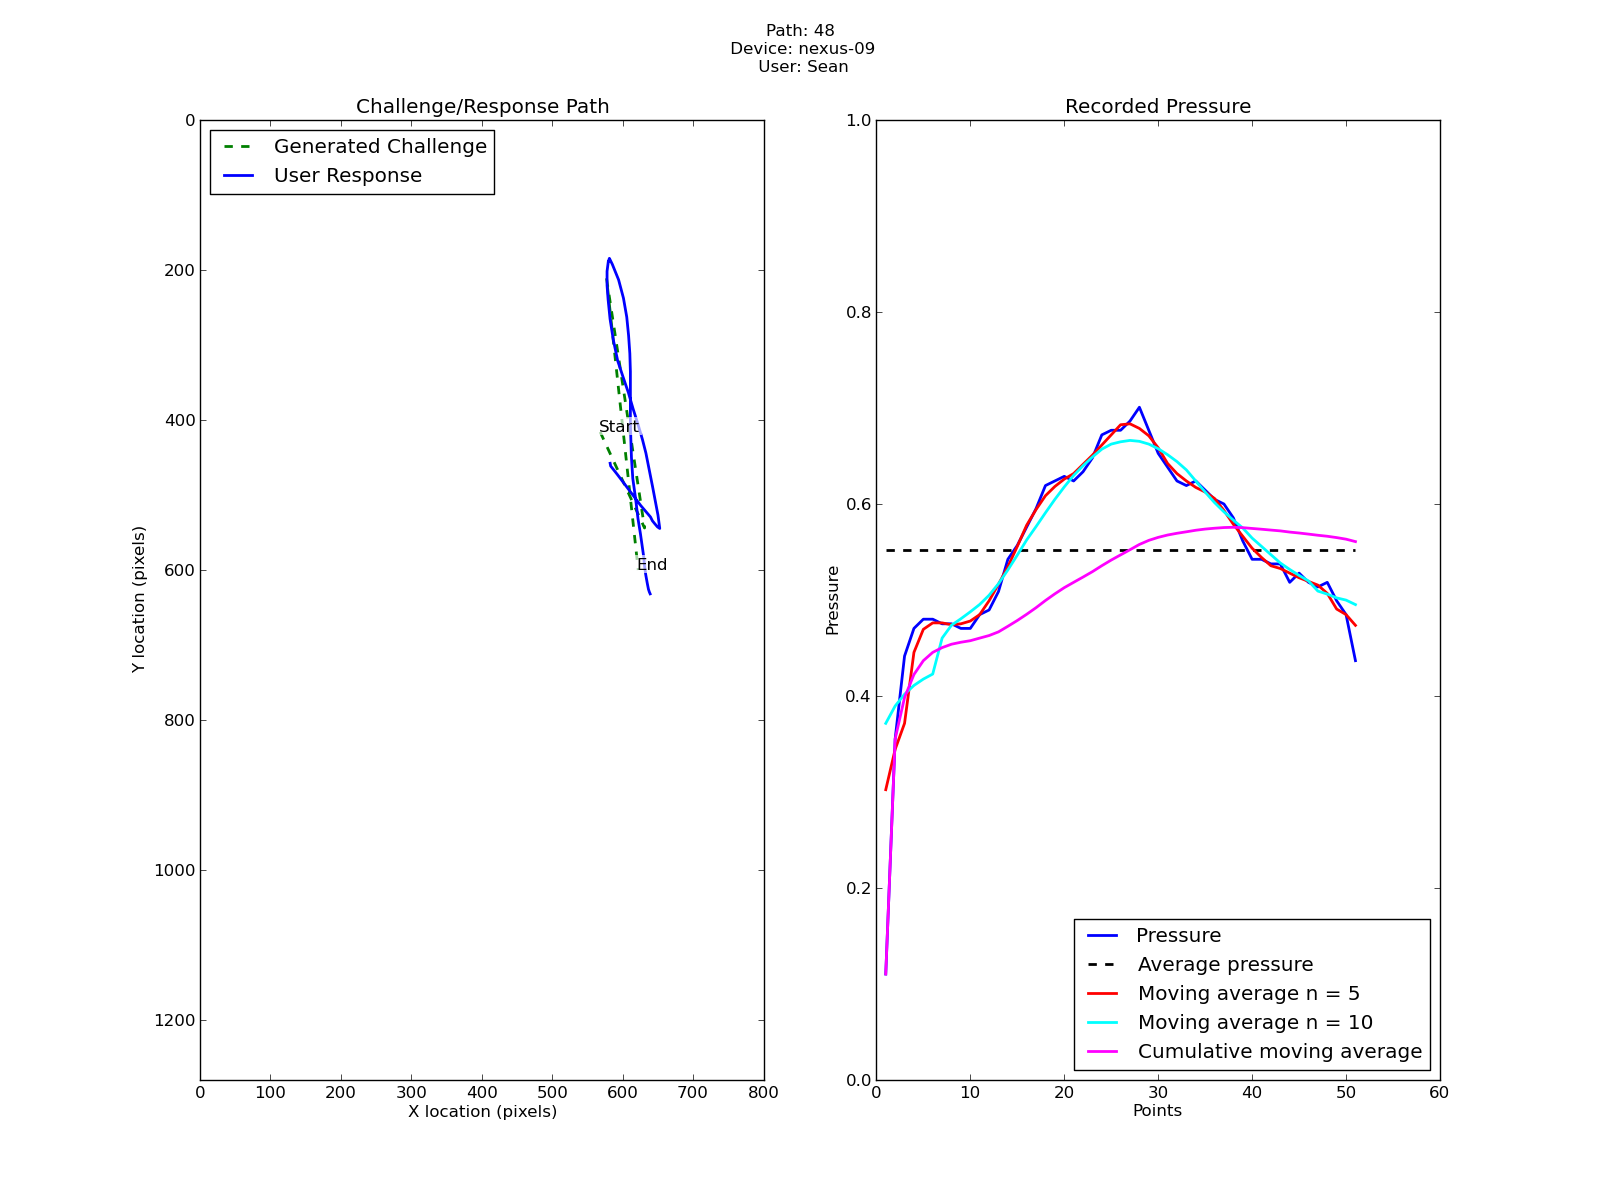 Path: 48
Device: nexus-09
User: Sean
Challenge/Response Path
Generated Challenge
User Response
0
200
400
600
800
1000
1200
Y location (pixels)
Start
End
0 100 200 300 400 500 600 700 800
X location (pixels)
Recorded Pressure
1.0
0.8
0.6
0.4
0.2
0.0
Pressure
Pressure
Average pressure
Moving average n = 5
Moving average n = 10
Cumulative moving average
0 10 20 30 40 50 60
Points